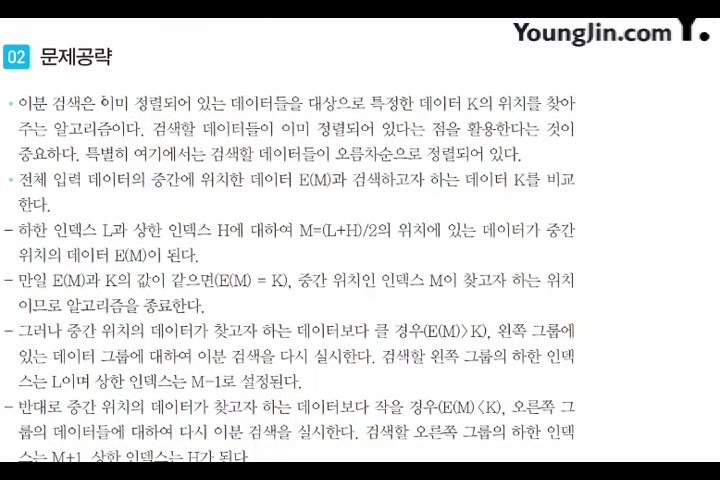 YoungJin.com Y.
02 문제공략
• 이분 검색은 이미 정렬되어 있는 데이터들을 대상으로 특정한 데이터 K의 위치를 찾아
주는 알고리즘이다. 검색할 데이터들이 이미 정렬되어 있다는 점을 활용한다는 것이
중요하다. 특별히 여기에서는 검색할 데이터들이 오름차순으로 정렬되어 있다.
• 전체 입력 데이터의 중간에 위치한 데이터 E(M)과 검색하고자 하는 데이터 K를 비교
한다.
– 하한 인덱스 L과 상한 인덱스 H에 대하여 M=(L+H)/2의 위치에 있는 데이터가 중간
위치의 데이터 E(M)이 된다.
– 만일 E(M)과 K의 값이 같으면(E(M) = K), 중간 위치인 인덱스 M이 찾고자 하는 위치
이므로 알고리즘을 종료한다.
– 그러나 중간 위치의 데이터가 찾고자 하는 데이터보다 클 경우(E(M)>K), 왼쪽 그룹에
있는 데이터 그룹에 대하여 이분 검색을 다시 실시한다. 검색할 왼쪽 그룹의 하한 인덱
스는 L이며 상한 인덱스는 M-1로 설정된다.
– 반대로 중간 위치의 데이터가 찾고자 하는 데이터보다 작을 경우(E(M)<K), 오른쪽 그
룹의 데이터들에 대하여 다시 이분 검색을 실시한다. 검색할 오른쪽 그룹의 하한 인덱
스는 M+1, 상한 인덱스는 H가 된다.